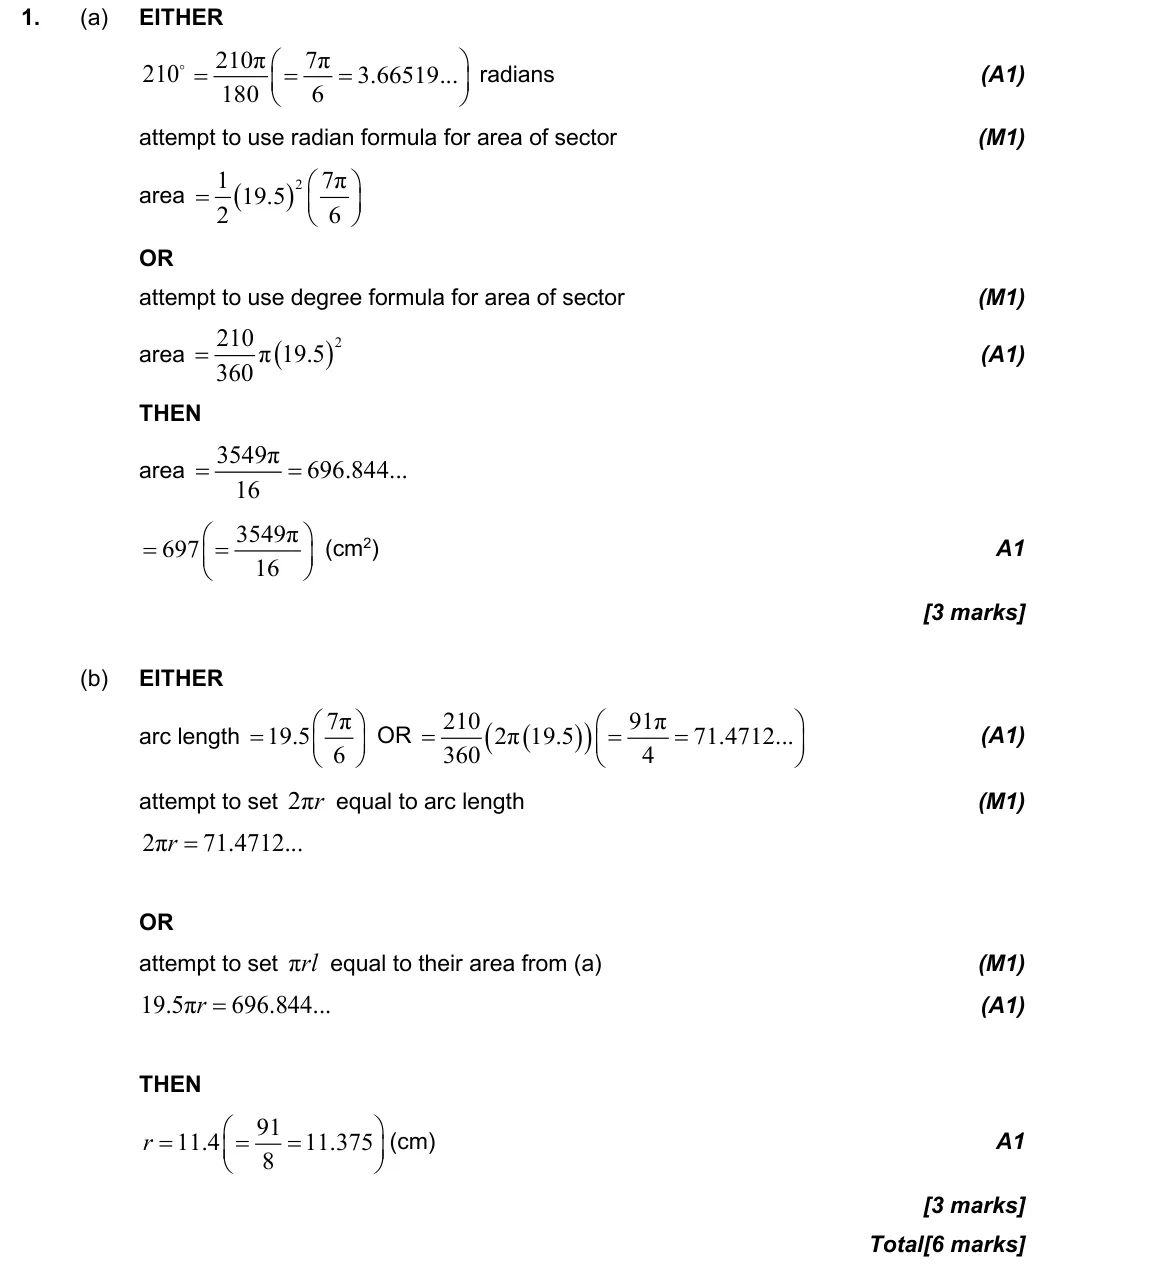 1. (a) EITHER
210° = 210π/180 (= 7π/6 = 3.66519...) radians (A1)
attempt to use radian formula for area of sector (M1)
area = 1/2 (19.5)² (7π/6)
OR
attempt to use degree formula for area of sector (M1)
area = 210/360 π(19.5)² (A1)
THEN
area = 3549π/16 = 696.844...
= 697 (= 3549π/16) (cm²) A1
[3 marks]
(b) EITHER
arc length = 19.5(7π/6) OR = 210/360 (2π(19.5)) (= 91π/4 = 71.4712...) (A1)
attempt to set 2πr equal to arc length (M1)
2πr = 71.4712...
OR
attempt to set πrl equal to their area from (a) (M1)
19.5πr = 696.844... (A1)
THEN
r = 11.4 (= 91/8 = 11.375) (cm) A1
[3 marks]
Total[6 marks]